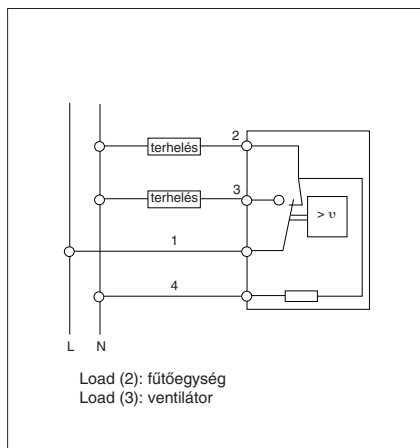 2
terhelés
3
terhelés
> υ
1
4
L N
Load (2): fűtőegység
Load (3): ventilátor